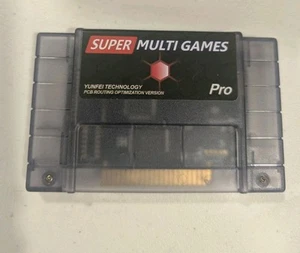 SUPER MULTI GAMES
YUNFEI TECHNOLOGY
PCB ROUTING OPTIMIZATION VERSION
Pro